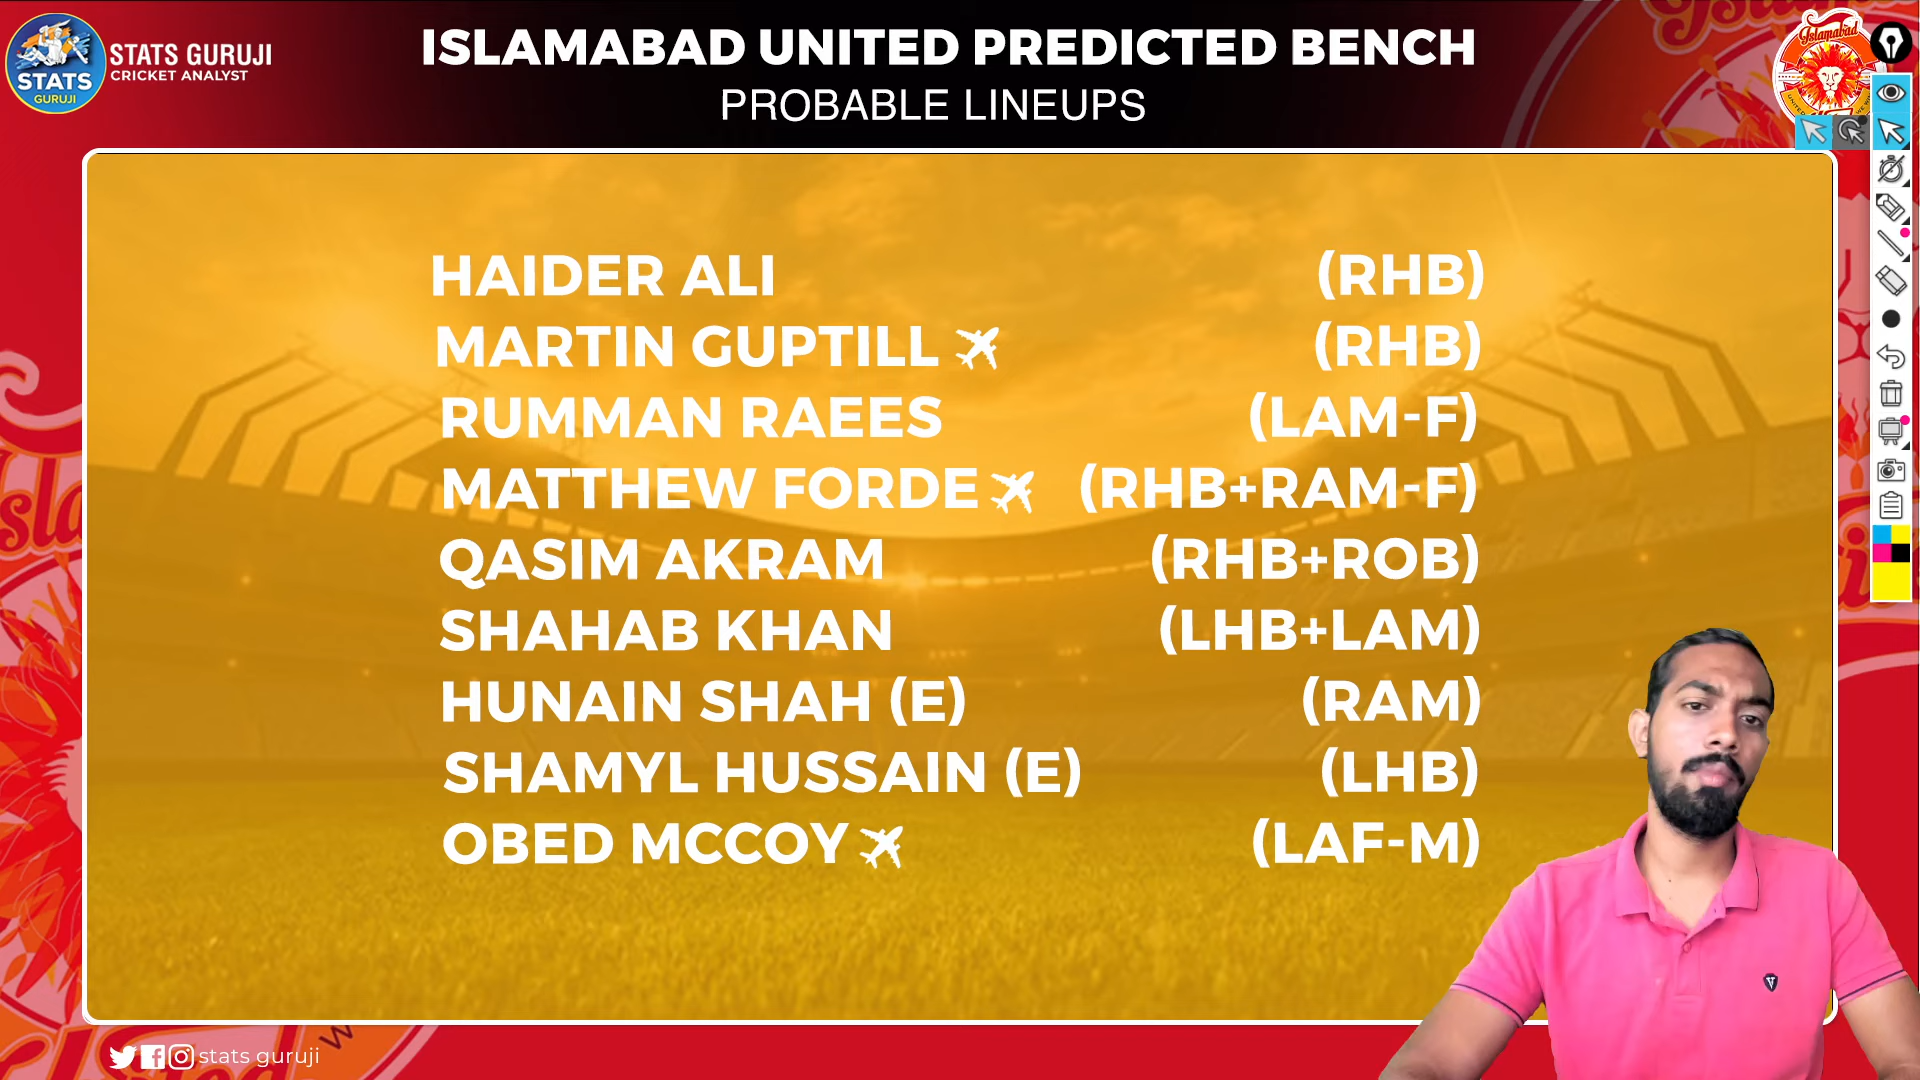 STATS GURUJI
CRICKET ANALYST
STATS
GURUJI
ISLAMABAD UNITED PREDICTED BENCH
PROBABLE LINEUPS
Islamabad
HAIDER ALI (RHB)
MARTIN GUPTILL (RHB)
RUMMAN RAEES (LAM-F)
MATTHEW FORDE (RHB+RAM-F)
QASIM AKRAM (RHB+ROB)
SHAHAB KHAN (LHB+LAM)
HUNAIN SHAH (E) (RAM)
SHAMYL HUSSAIN (E) (LHB)
OBED MCCOY (LAF-M)
stats guruji